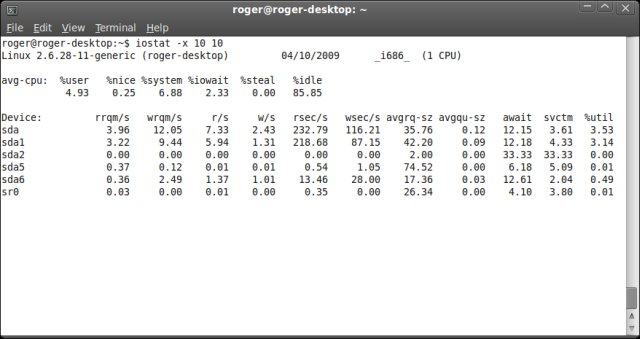 roger@roger-desktop: ~
File Edit View Terminal Help
roger@roger-desktop:~$ iostat -x 10 10
Linux 2.6.28-11-generic (roger-desktop) 04/10/2009 _i686_ (1 CPU)
avg-cpu: %user %nice %system %iowait %steal %idle
4.93 0.25 6.88 2.33 0.00 85.85
Device: rrqm/s wrqm/s r/s w/s rsec/s wsec/s avgrq-sz avgqu-sz await svctm %util
sda 3.96 12.05 7.33 2.43 232.79 116.21 35.76 0.12 12.15 3.61 3.53
sda1 3.22 9.44 5.94 1.31 218.68 87.15 42.20 0.09 12.18 4.33 3.14
sda2 0.00 0.00 0.00 0.00 0.00 0.00 2.00 0.00 33.33 33.33 0.00
sda5 0.37 0.12 0.01 0.01 0.54 1.05 74.52 0.00 6.18 5.09 0.01
sda6 0.36 2.49 1.37 1.01 13.46 28.00 17.36 0.03 12.61 2.04 0.49
sr0 0.03 0.00 0.01 0.00 0.35 0.00 26.34 0.00 4.10 3.80 0.01